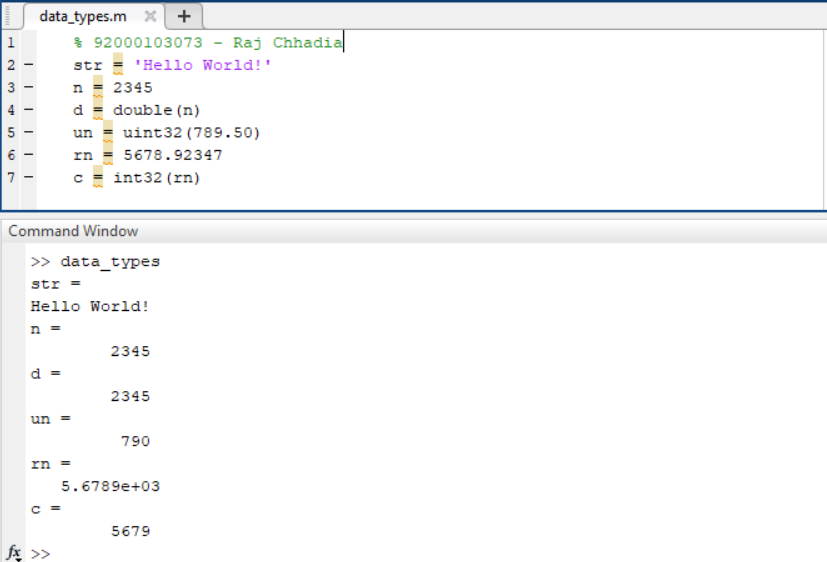 data_types.m × +
1 % 92000103073 - Raj Chhadia
2 - str = 'Hello World!'
3 - n = 2345
4 - d = double(n)
5 - un = uint32(789.50)
6 - rn = 5678.92347
7 - c = int32(rn)
Command Window
>> data_types
str =
Hello World!
n =
2345
d =
2345
un =
790
rn =
5.6789e+03
c =
5679
fx >>